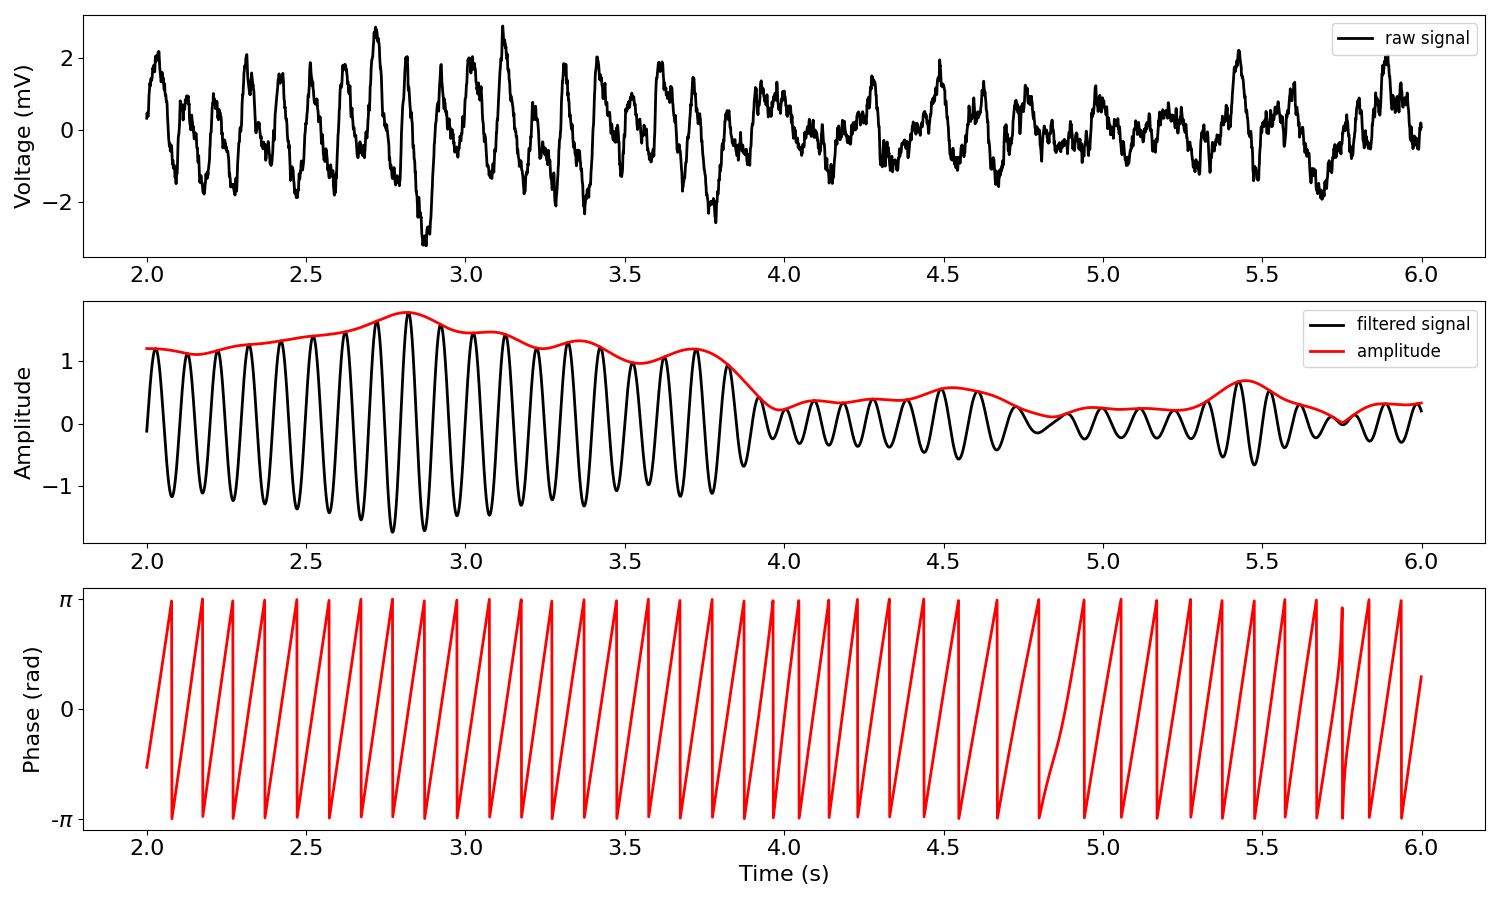 Voltage (mV)
2
0
−2
raw signal
2.0 2.5 3.0 3.5 4.0 4.5 5.0 5.5 6.0
Amplitude
1
0
−1
filtered signal
amplitude
2.0 2.5 3.0 3.5 4.0 4.5 5.0 5.5 6.0
Phase (rad)
π
0
-π
2.0 2.5 3.0 3.5 4.0 4.5 5.0 5.5 6.0
Time (s)